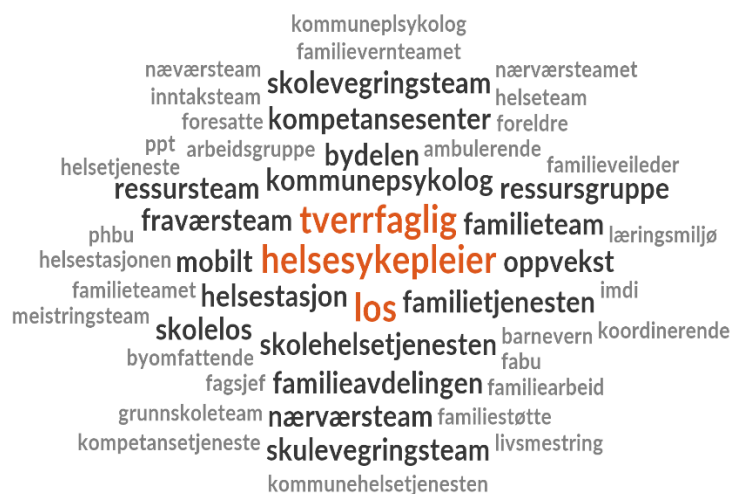 kommuneplsykolog
familievernteamet
næværsteam skolevegringsteam nærværsteamet
inntaksteam helseteam
foresatte kompetansesenter foreldre
ppt arbeidsgruppe bydelen ambulerende
helsetjeneste familieveileder
ressursteam kommunepsykolog ressursgruppe
fraværsteam tverrfaglig familieteam
phbu læringsmiljø
helsestasjonen mobilt helsesykepleier oppvekst
familieteamet helsestasjon los familietjenesten imdi
meistringsteam
skolelos skolehelsetjenesten barnevern koordinerende
byomfattende fabu
fagsjef familieavdelingen familiearbeid
grunnskoleteam nærværsteam familiestøtte
kompetansetjeneste skulevegringsteam livsmestring
kommunehelsetjenesten